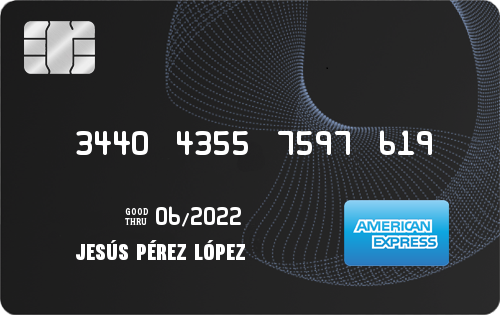 3440 4355 7597 619
GOOD
THRU 06/2022
JESÚS PÉREZ LÓPEZ
AMERICAN
EXPRESS